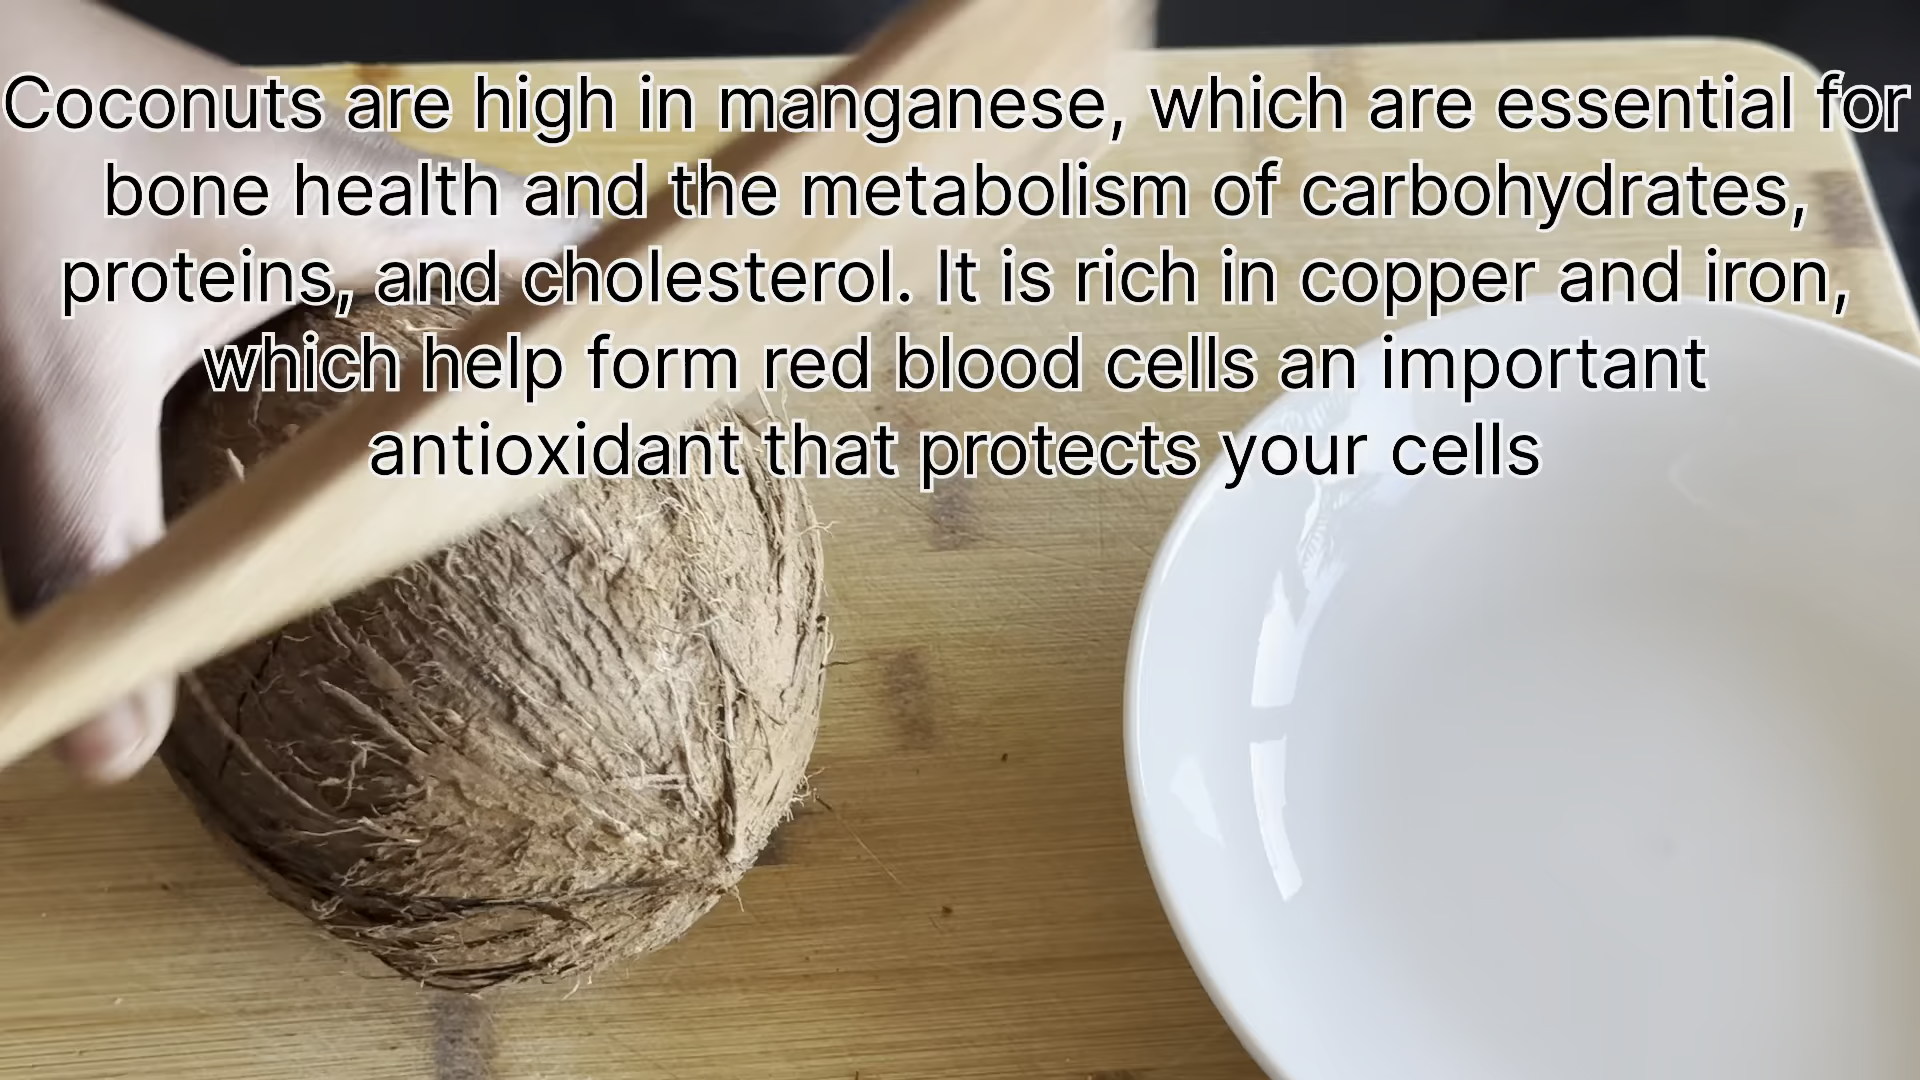 Coconuts are high in manganese, which are essential for
bone health and the metabolism of carbohydrates,
proteins, and cholesterol. It is rich in copper and iron,
which help form red blood cells an important
antioxidant that protects your cells